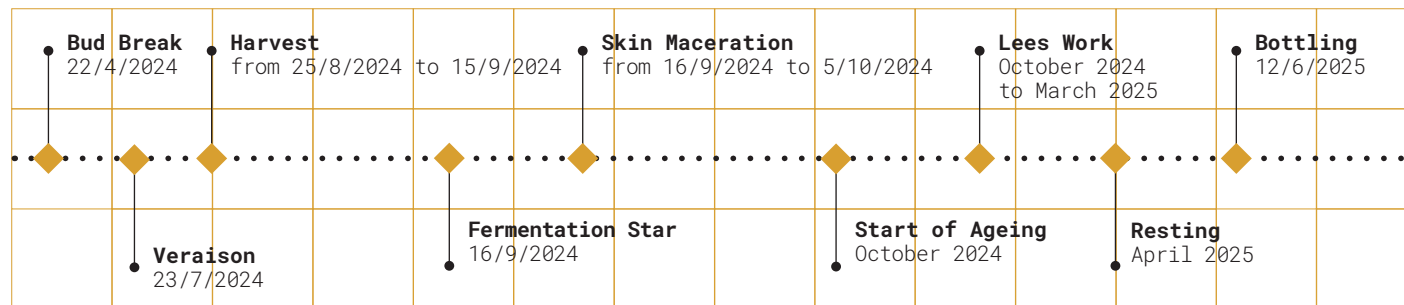 Bud Break
22/4/2024
Veraison
23/7/2024
Harvest
from 25/8/2024 to 15/9/2024
Fermentation Star
16/9/2024
Skin Maceration
from 16/9/2024 to 5/10/2024
Start of Ageing
October 2024
Lees Work
October 2024
to March 2025
Resting
April 2025
Bottling
12/6/2025